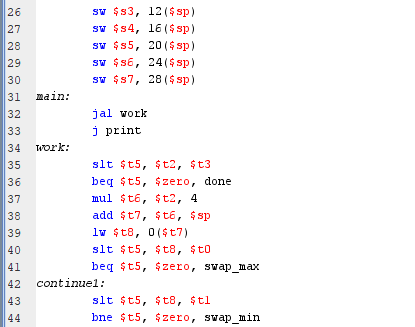 26 sw $s3, 12($sp)
27 sw $s4, 16($sp)
28 sw $s5, 20($sp)
29 sw $s6, 24($sp)
30 sw $s7, 28($sp)
31 main:
32 jal work
33 j print
34 work:
35 slt $t5, $t2, $t3
36 beq $t5, $zero, done
37 mul $t6, $t2, 4
38 add $t7, $t6, $sp
39 lw $t8, 0($t7)
40 slt $t5, $t8, $t0
41 beq $t5, $zero, swap_max
42 continue1:
43 slt $t5, $t8, $t1
44 bne $t5, $zero, swap_min